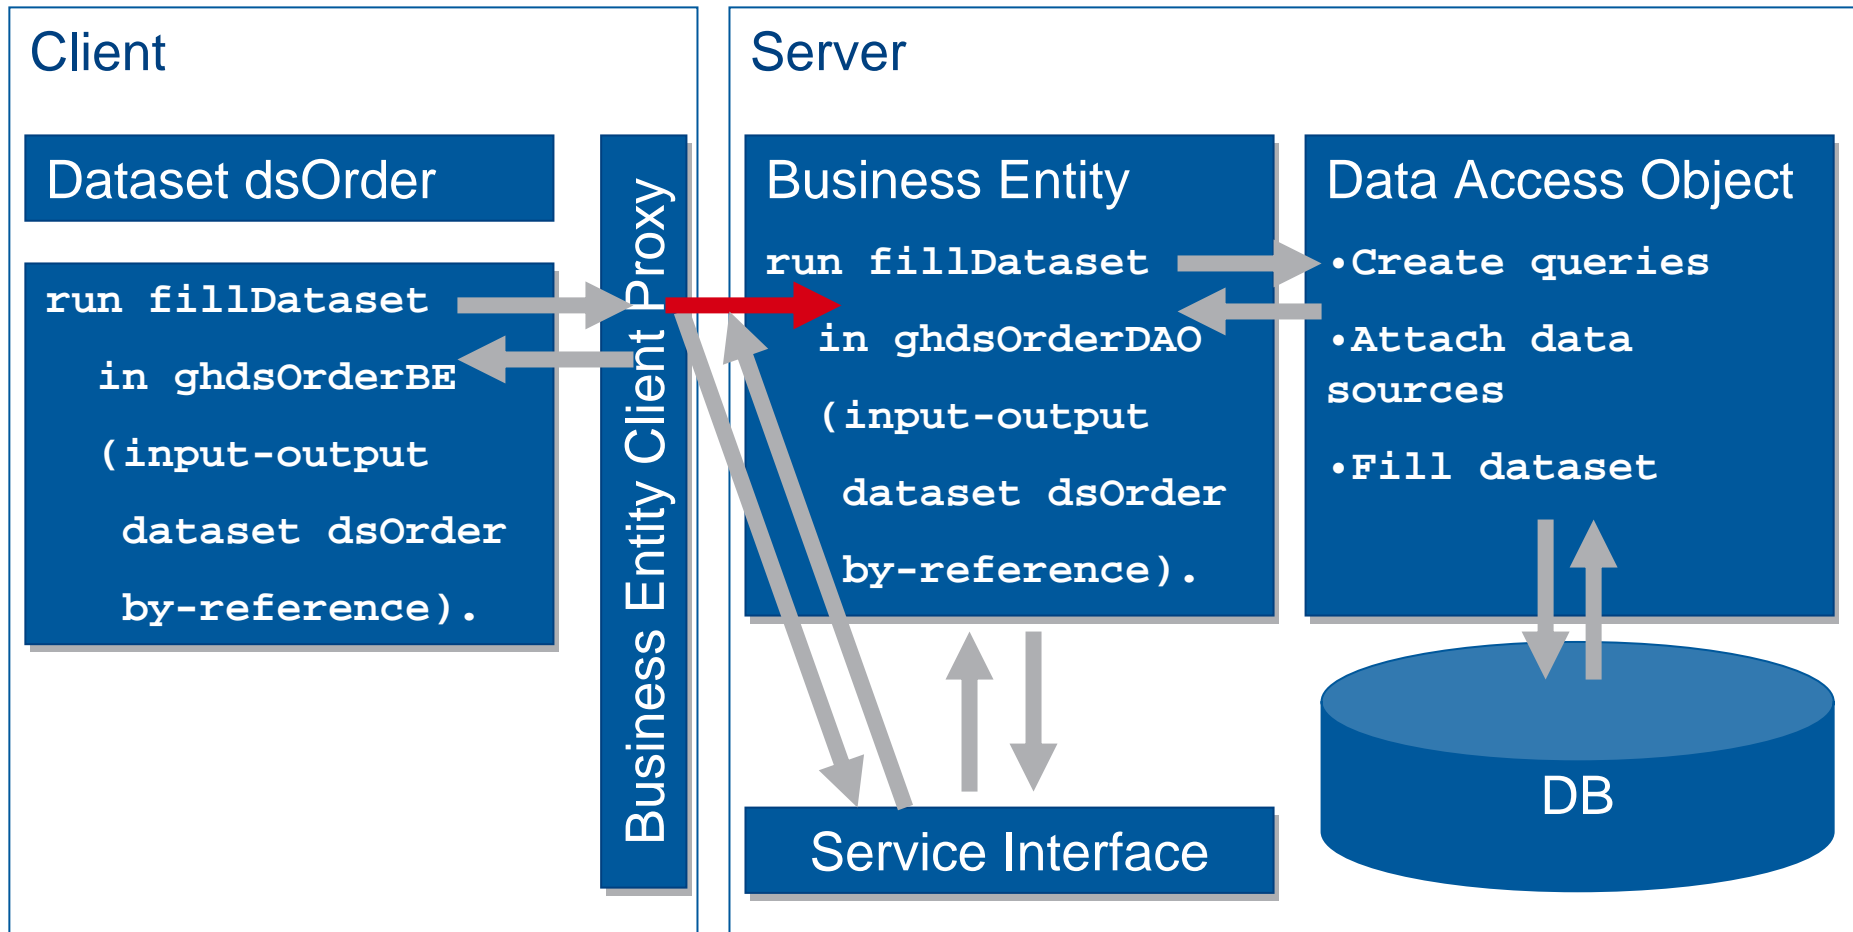 Client
Dataset dsOrder
run fillDataset
in ghdsOrderBE
(input-output
dataset dsOrder
by-reference).
Business Entity Client Proxy
Server
Business Entity
run fillDataset
in ghdsOrderDAO
(input-output
dataset dsOrder
by-reference).
Data Access Object
•Create queries
•Attach data
sources
•Fill dataset
Service Interface
DB